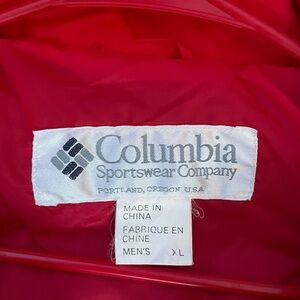 Columbia
Sportswear Company
PORTLAND, OREGON U.S.A.
MADE IN
CHINA
FABRIQUE EN
CHINE
MEN'S XL